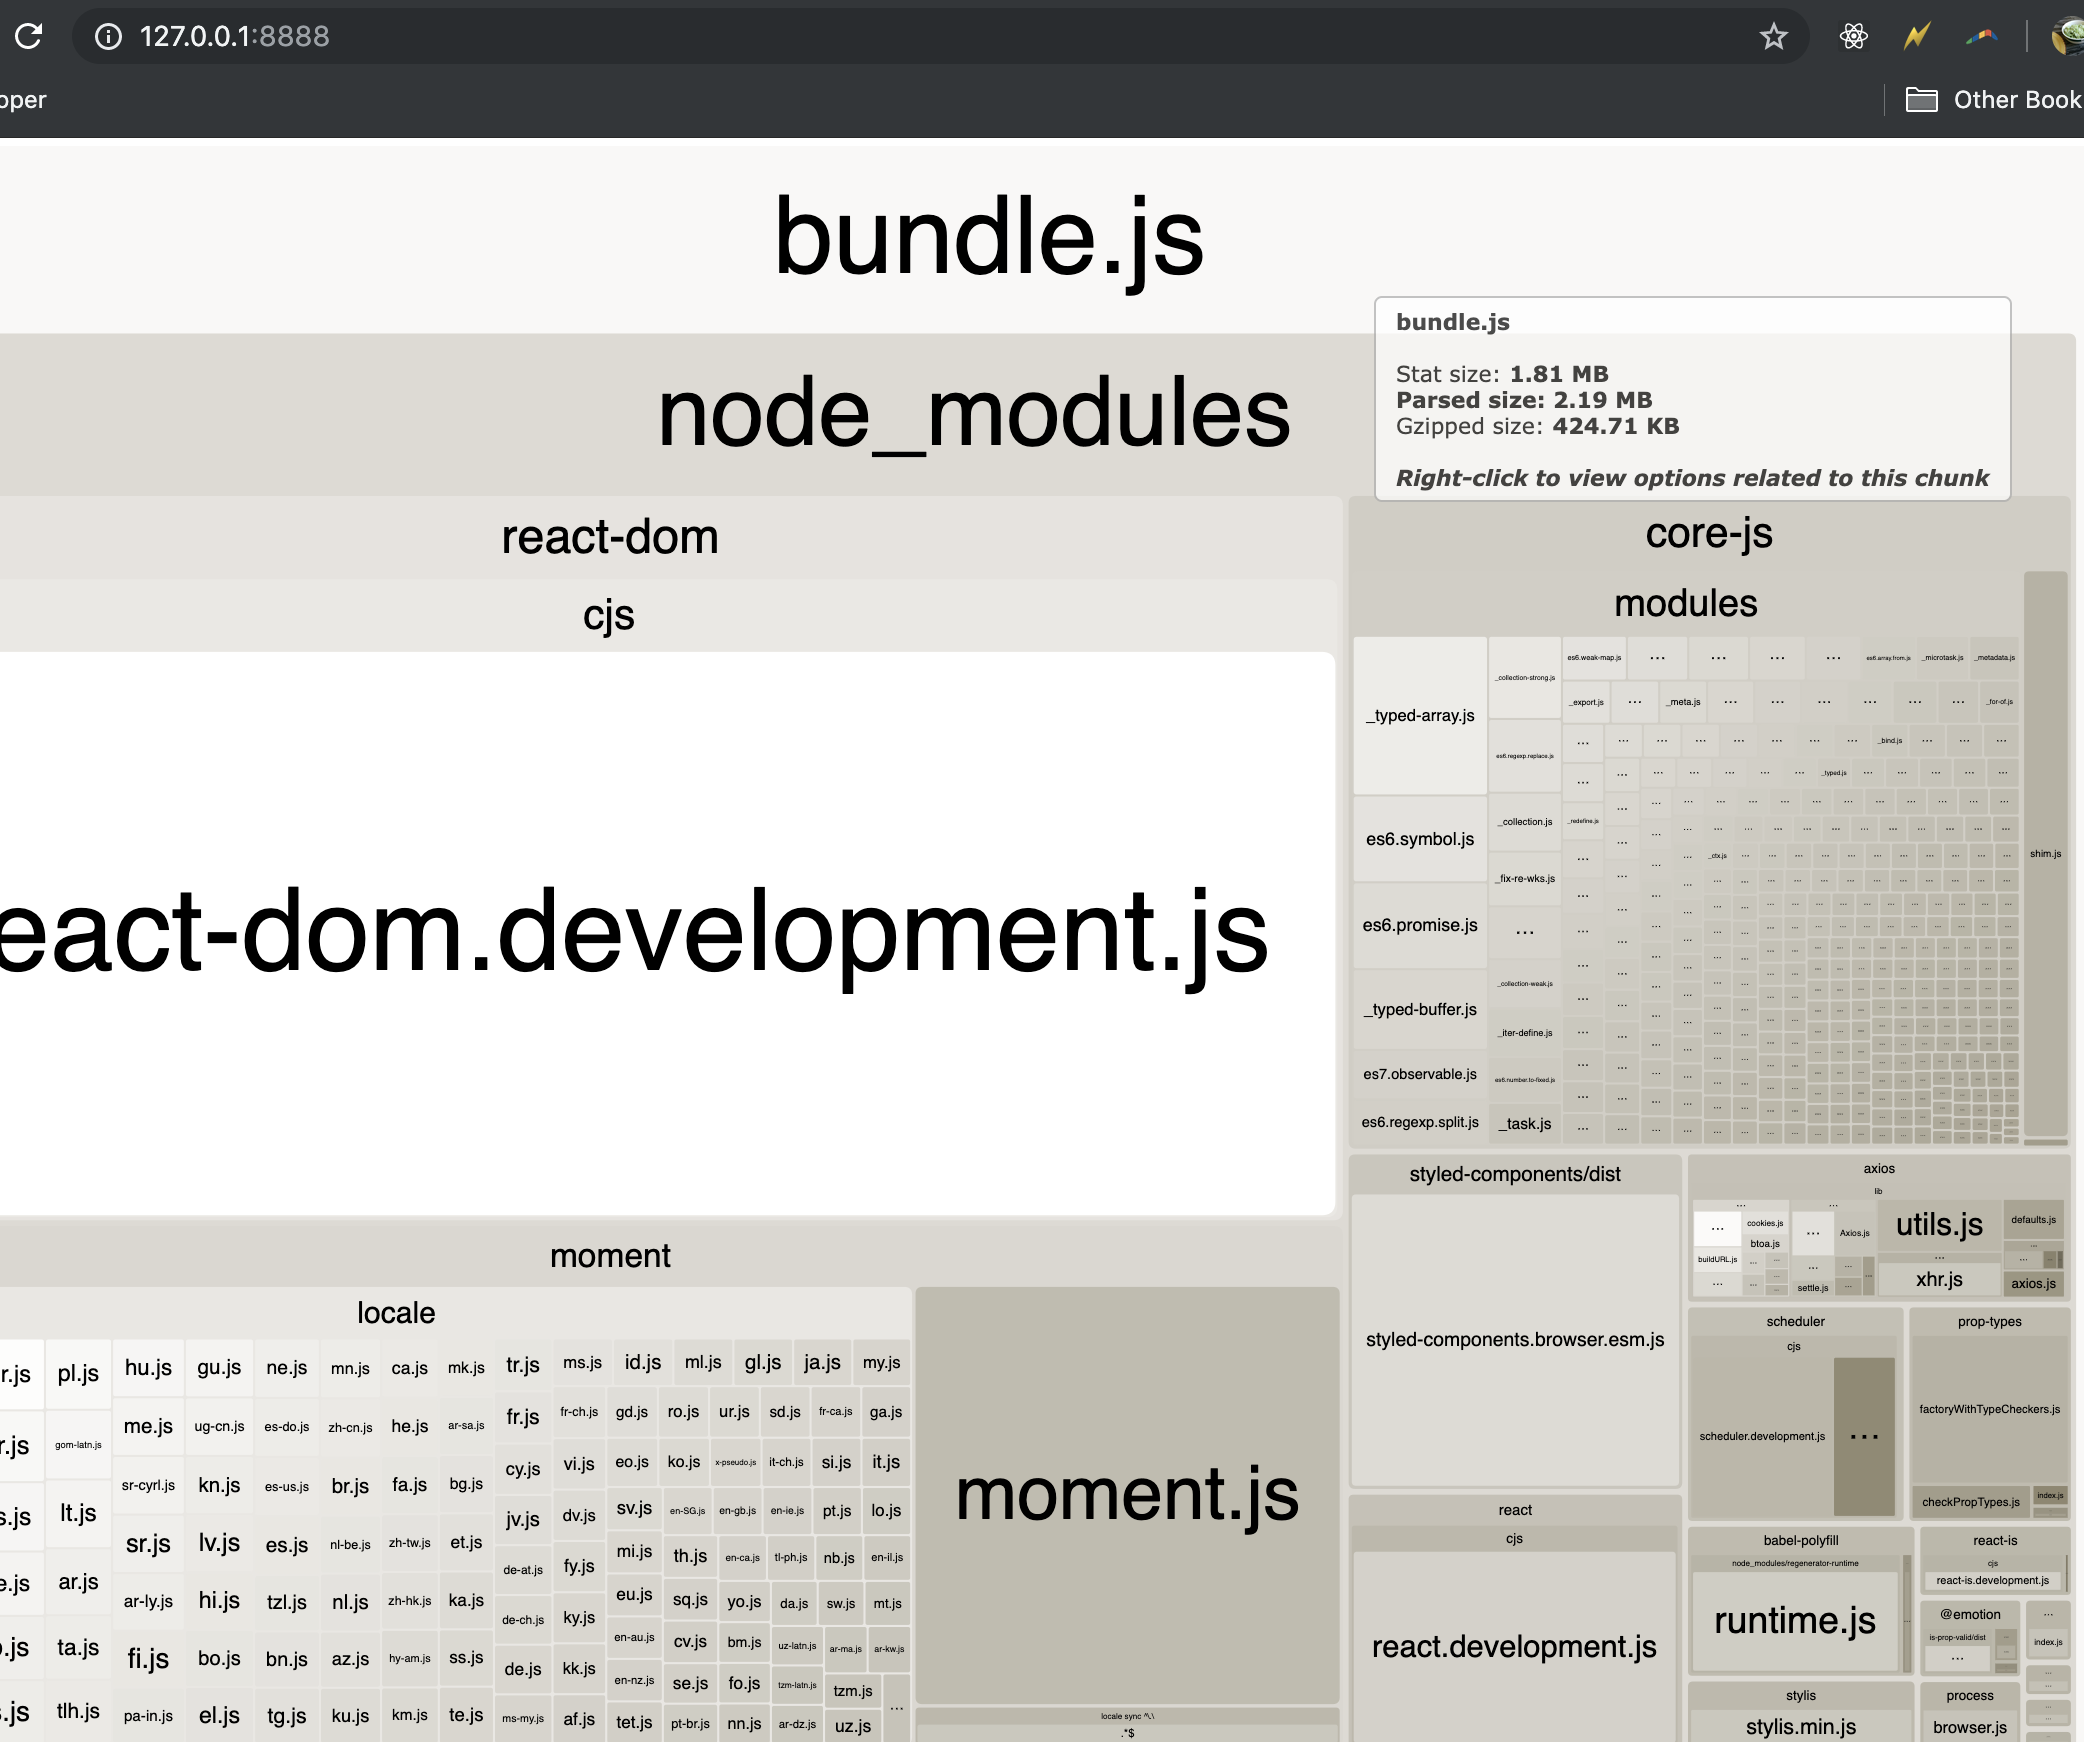 127.0.0.1:8888
oper
Other Book
bundle.js
bundle.js
Stat size: 1.81 MB
Parsed size: 2.19 MB
Gzipped size: 424.71 KB
Right-click to view options related to this chunk
node_modules
react-dom
cjs
eact-dom.development.js
core-js
modules
_typed-array.js
es6.symbol.js
es6.promise.js
_typed-buffer.js
es7.observable.js
es6.regexp.split.js
_collection-strong.js
es6.regexp.replace.js
_collection.js
_fix-re-wks.js
...
_collection-weak.js
_iter-define.js
es6.number.to-fixed.js
_task.js
es6.weak-map.js ... ... ... ... es6.array.from.js _microtask.js _metadata.js
_export.js ... _meta.js ... ... ... ... ... ... _for-of.js
_bind.js
_typed.js
_redefine.js
_ctx.js
shim.js
moment
locale
r.js pl.js hu.js gu.js ne.js mn.js ca.js mk.js tr.js ms.js id.js ml.js gl.js ja.js my.js
me.js ug-cn.js es-do.js zh-cn.js he.js ar-sa.js fr.js fr-ch.js gd.js ro.js ur.js sd.js fr-ca.js ga.js
r.js gom-latn.js
sr-cyrl.js kn.js es-us.js br.js fa.js bg.js cy.js vi.js eo.js ko.js x-pseudo.js it-ch.js si.js it.js
s.js lt.js jv.js dv.js sv.js en-SG.js en-gb.js en-ie.js pt.js lo.js
sr.js lv.js es.js nl-be.js zh-tw.js et.js
mi.js th.js en-ca.js tl-ph.js nb.js en-il.js
e.js ar.js de-at.js fy.js
ar-ly.js hi.js tzl.js nl.js zh-hk.js ka.js eu.js sq.js yo.js da.js sw.js mt.js
de-ch.js ky.js
ta.js fi.js bo.js bn.js az.js hy-am.js ss.js en-au.js cv.js bm.js uz-latn.js ar-ma.js ar-kw.js
de.js kk.js en-nz.js se.js fo.js tzm-latn.js tzm.js ...
s.js tlh.js pa-in.js el.js tg.js ku.js km.js te.js ms-my.js af.js tet.js pt-br.js nn.js ar-dz.js uz.js
moment.js
locale sync ^\.\
.*$
styled-components/dist
styled-components.browser.esm.js
react
cjs
react.development.js
axios
lib
... cookies.js ... Axios.js utils.js defaults.js
btoa.js
buildURL.js
settle.js
xhr.js
axios.js
scheduler
cjs
scheduler.development.js ...
prop-types
factoryWithTypeCheckers.js
checkPropTypes.js index.js
babel-polyfill
node_modules/regenerator-runtime
runtime.js
react-is
cjs
react-is.development.js
@emotion
is-prop-valid/dist
...
...
index.js
stylis
stylis.min.js
process
browser.js